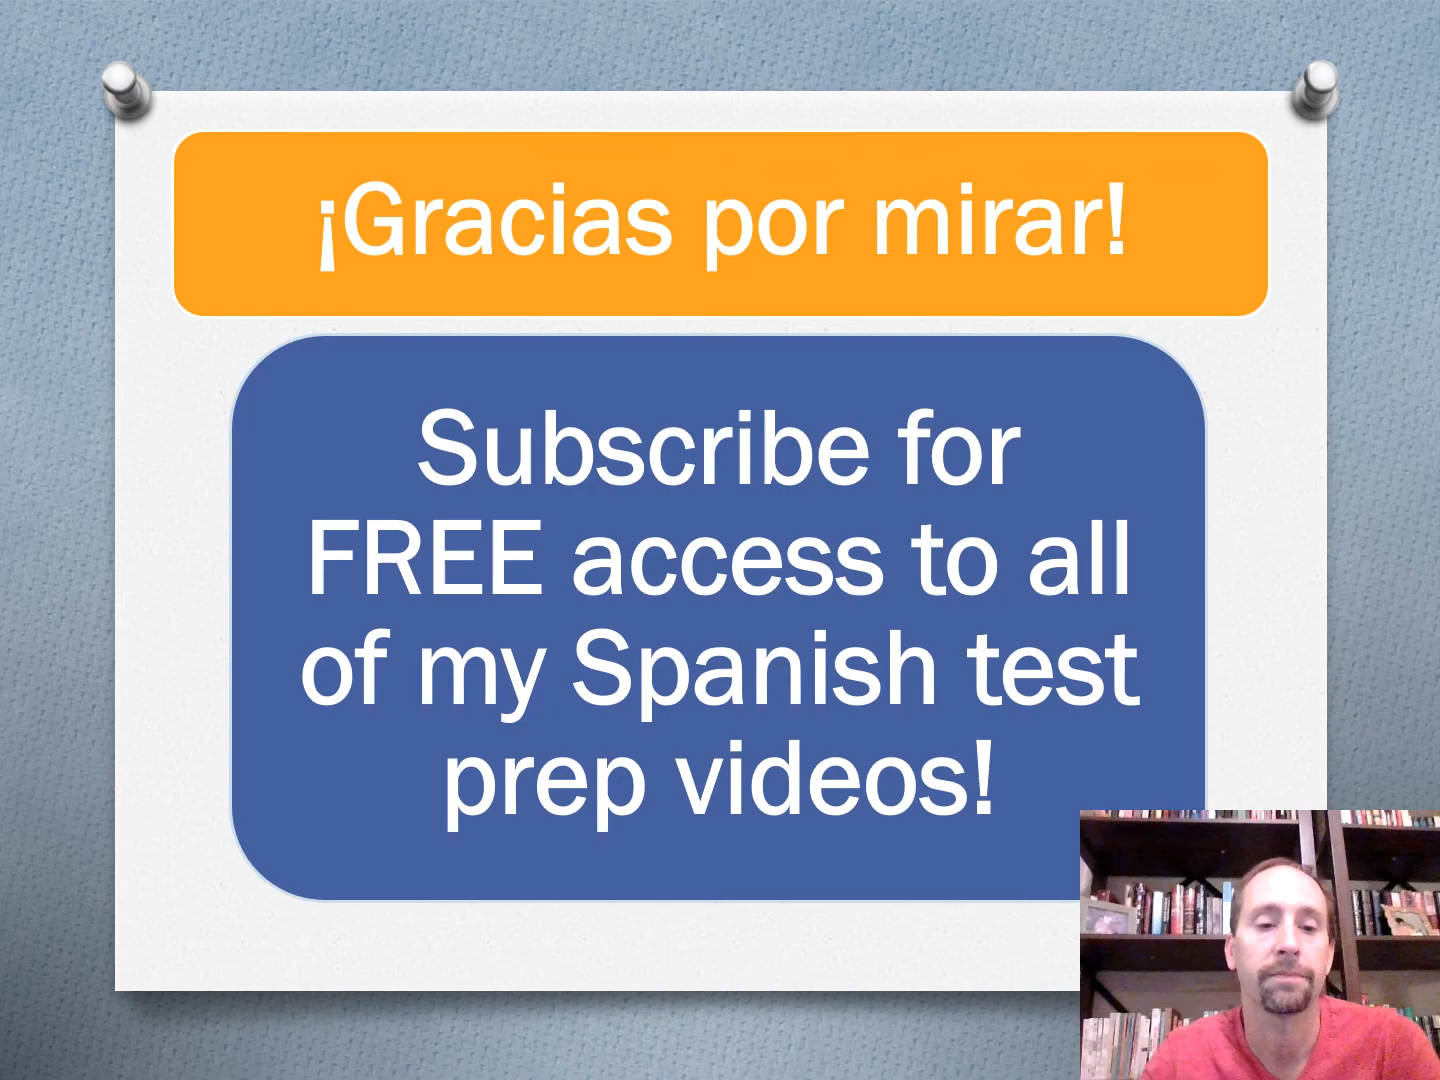 ¡Gracias por mirar!
Subscribe for
FREE access to all
of my Spanish test
prep videos!